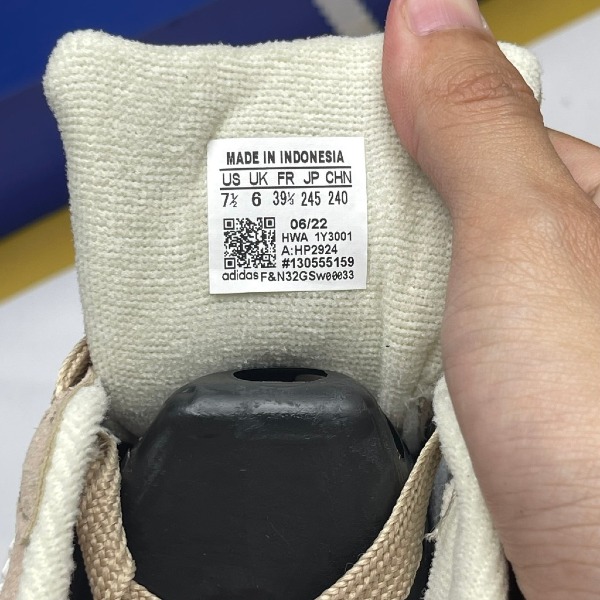 MADE IN INDONESIA
US UK FR JP CHN
7½ 6 39⅓ 245 240
06/22
HWA 1Y3001
A:HP2924
#130555159
adidas F&N32GSw00033